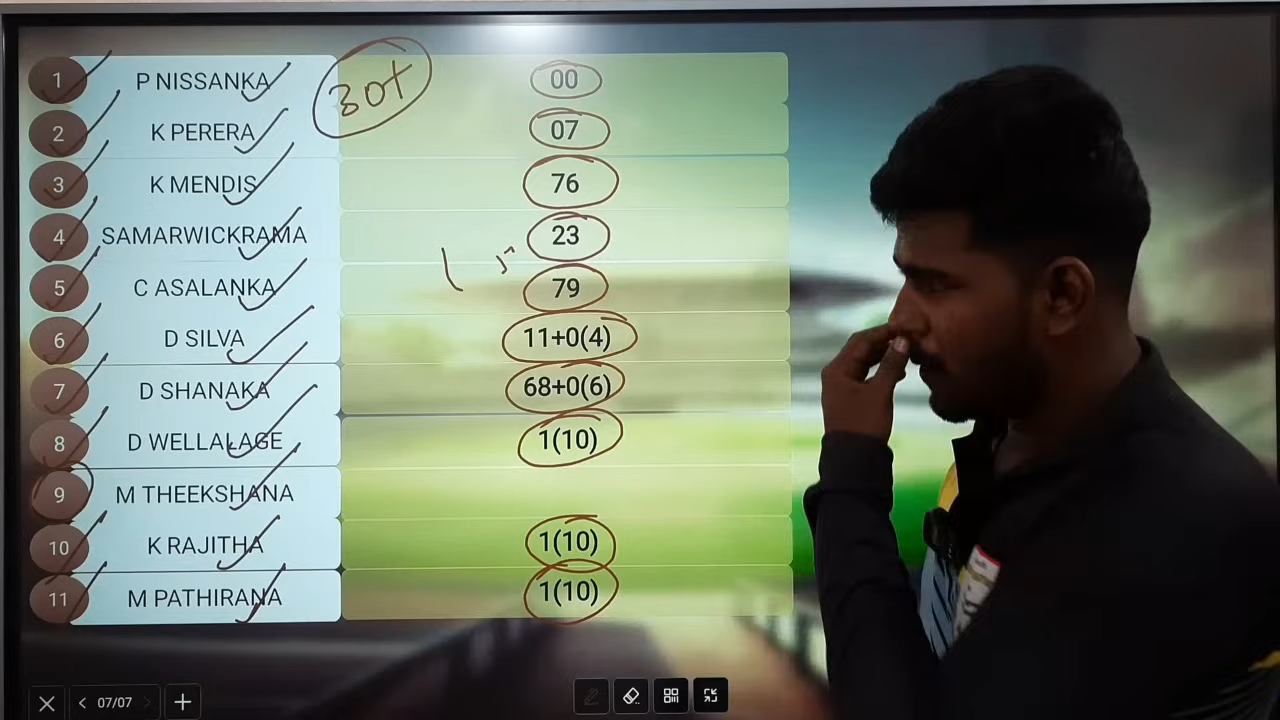 1 P NISSANKA 30+ 00
2 K PERERA 07
3 K MENDIS 76
4 SAMARWICKRAMA 23
5 C ASALANKA 79
6 D SILVA 11+0(4)
7 D SHANAKA 68+0(6)
8 D WELLALAGE 1(10)
9 M THEEKSHANA
10 K RAJITHA 1(10)
11 M PATHIRANA 1(10)
07/07